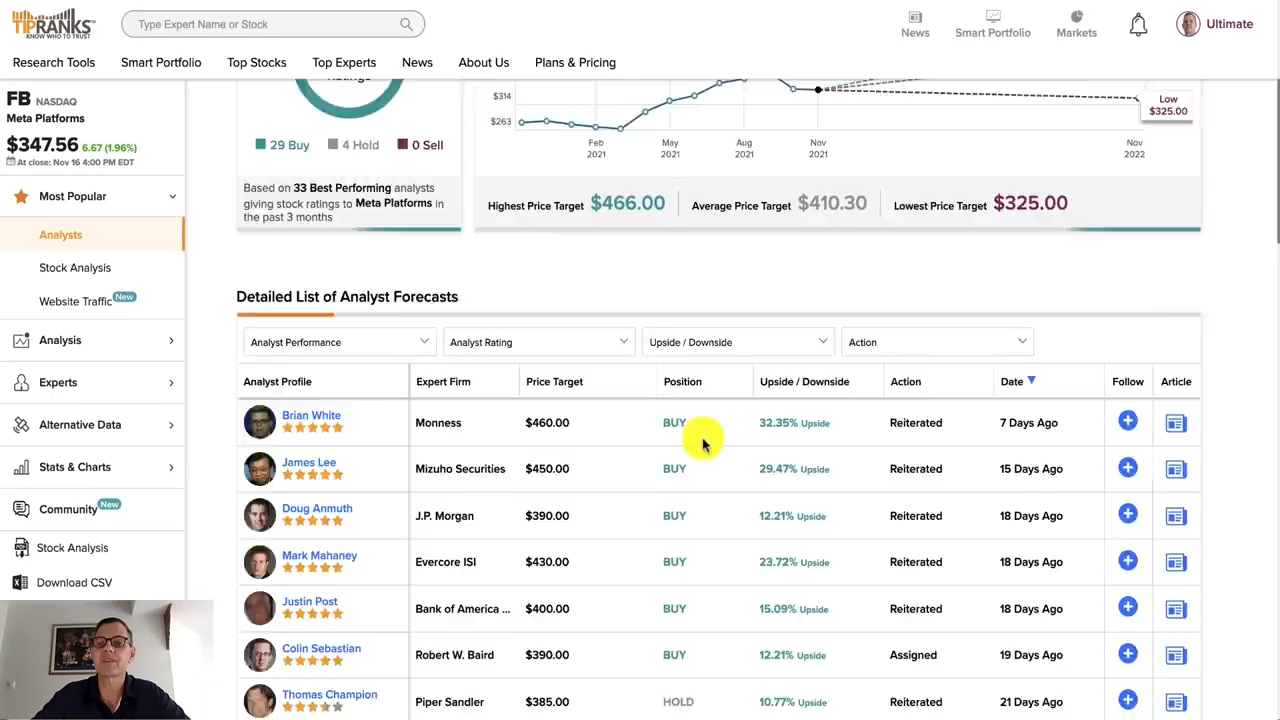 TIPRANKS
KNOW WHO TO TRUST
Type Expert Name or Stock
News
Smart Portfolio
Markets
Ultimate
Research Tools
Smart Portfolio
Top Stocks
Top Experts
News
About Us
Plans & Pricing
FB NASDAQ
Meta Platforms
$347.56 6.67 (1.96%)
At close: Nov 16 4:00 PM EDT
Most Popular
Analysts
Stock Analysis
Website Traffic New
Analysis
Experts
Alternative Data
Stats & Charts
Community New
Stock Analysis
Download CSV
Ratings
29 Buy 4 Hold 0 Sell
Based on 33 Best Performing analysts
giving stock ratings to Meta Platforms in
the past 3 months
$314
$263
Feb
2021
May
2021
Aug
2021
Nov
2021
Nov
2022
Low
$325.00
Highest Price Target $466.00
Average Price Target $410.30
Lowest Price Target $325.00
Detailed List of Analyst Forecasts
Analyst Performance
Analyst Rating
Upside / Downside
Action
Analyst Profile Expert Firm Price Target Position Upside / Downside Action Date Follow Article
Brian White Monness $460.00 BUY 32.35% Upside Reiterated 7 Days Ago
James Lee Mizuho Securities $450.00 BUY 29.47% Upside Reiterated 15 Days Ago
Doug Anmuth J.P. Morgan $390.00 BUY 12.21% Upside Reiterated 18 Days Ago
Mark Mahaney Evercore ISI $430.00 BUY 23.72% Upside Reiterated 18 Days Ago
Justin Post Bank of America ... $400.00 BUY 15.09% Upside Reiterated 18 Days Ago
Colin Sebastian Robert W. Baird $390.00 BUY 12.21% Upside Assigned 19 Days Ago
Thomas Champion Piper Sandler $385.00 HOLD 10.77% Upside Reiterated 21 Days Ago